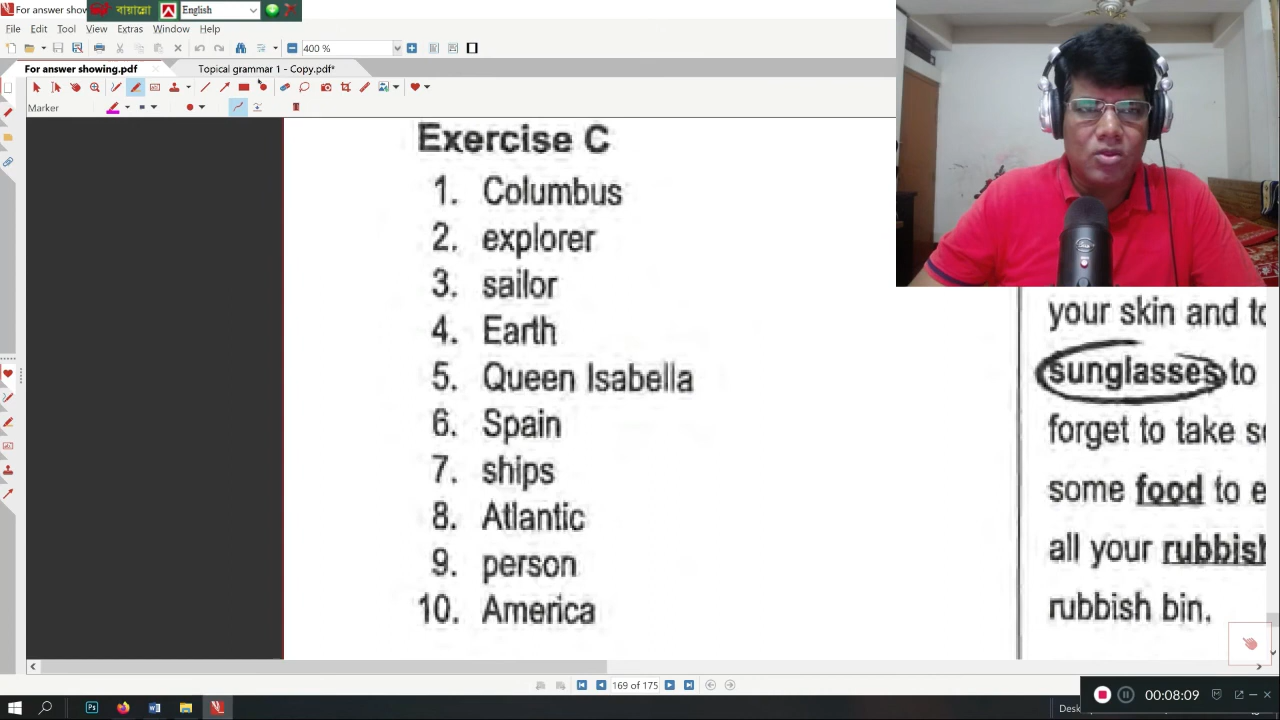 For answer show
বায়ান্নো
English
File Edit Tool View Extras Window Help
400 %
For answer showing.pdf
Topical grammar 1 - Copy.pdf*
Marker
Exercise C
1. Columbus
2. explorer
3. sailor
4. Earth
5. Queen Isabella
6. Spain
7. ships
8. Atlantic
9. person
10. America
your skin and to
sunglasses to
forget to take s
some food to e
all your rubbish
rubbish bin.
169 of 175
00:08:09
Desk